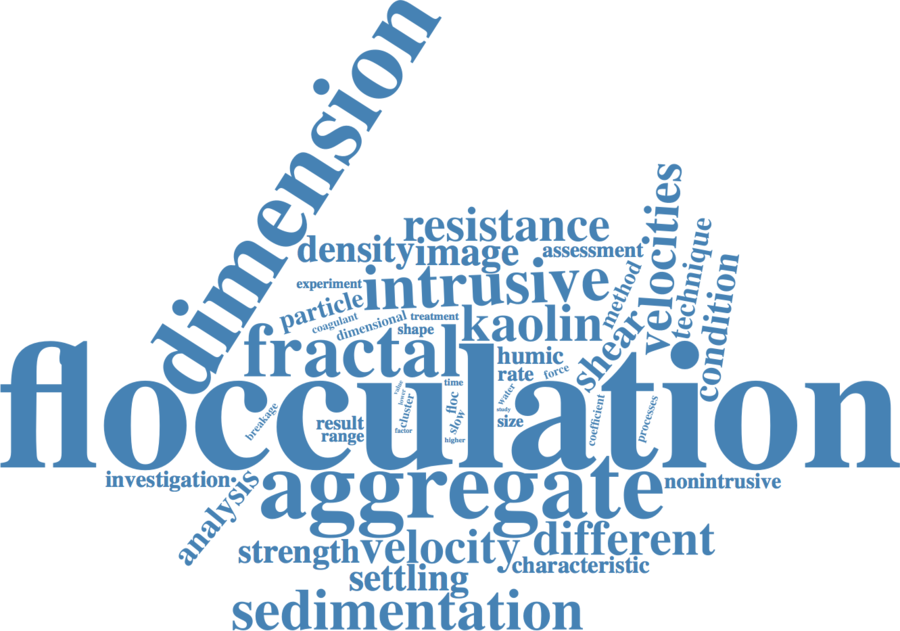 dimension
resistance
density
image
assessment
velocities
technique
method
condition
experiment
intrusive
particle
coagulant
dimensional
treatment
shape
kaolin
shear
fractal
humic
rate
force
flocculation
breakage
result
range
value
lower
cluster
factor
time
floc
slow
higher
water
study
size
coefficient
processes
investigation
analysis
aggregate
nonintrusive
strength
velocity
different
characteristic
settling
sedimentation